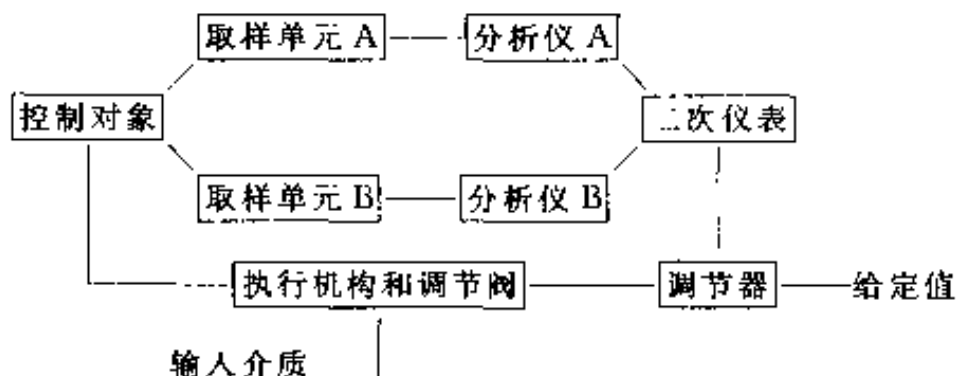 取样单元 A
分析仪 A
控制对象
二次仪表
取样单元 B
分析仪 B
执行机构和调节阀
调节器
给定值
输人介质